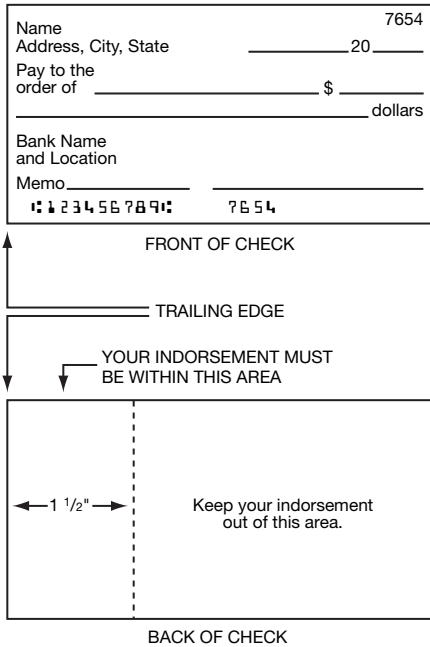 7654
Name
Address, City, State 20
Pay to the
order of $
dollars
Bank Name
and Location
Memo
⑆123456789⑆ 7654
FRONT OF CHECK
TRAILING EDGE
YOUR INDORSEMENT MUST
BE WITHIN THIS AREA
1 1/2"
Keep your indorsement
out of this area.
BACK OF CHECK